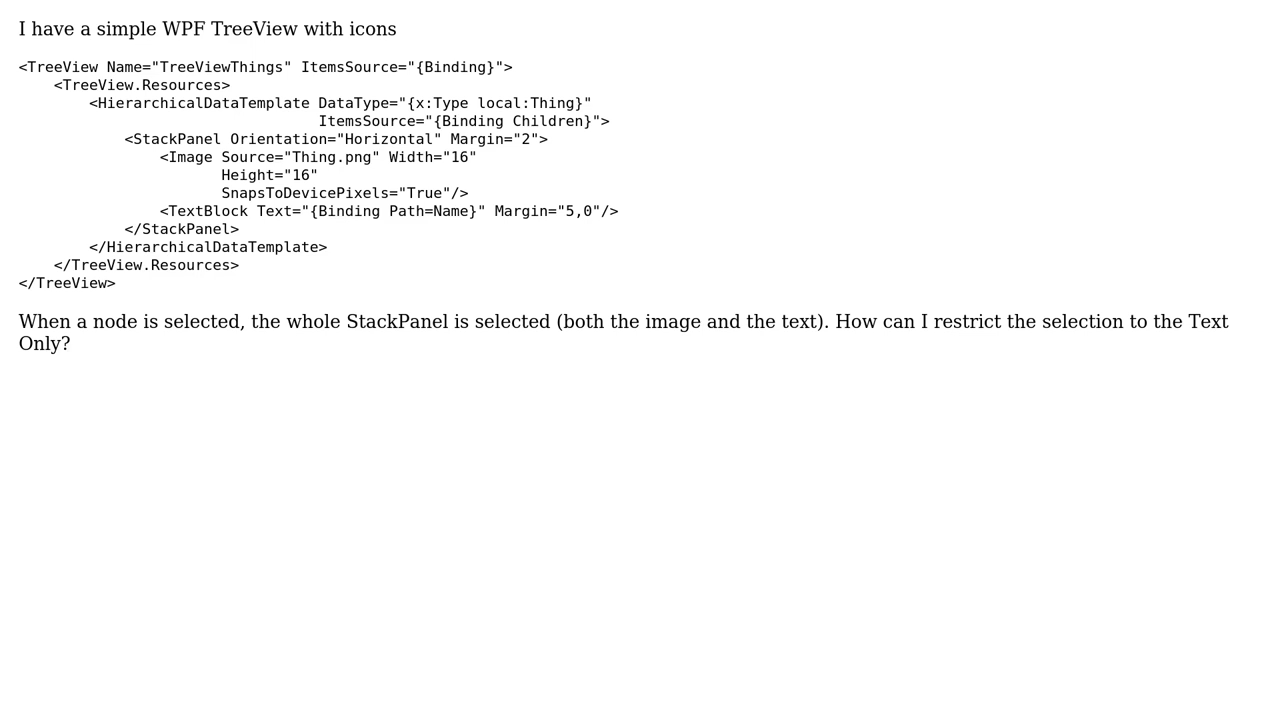 I have a simple WPF TreeView with icons
<TreeView Name="TreeViewThings" ItemsSource="{Binding}">
    <TreeView.Resources>
        <HierarchicalDataTemplate DataType="{x:Type local:Thing}"
                                  ItemsSource="{Binding Children}">
            <StackPanel Orientation="Horizontal" Margin="2">
                <Image Source="Thing.png" Width="16"
                       Height="16"
                       SnapsToDevicePixels="True"/>
                <TextBlock Text="{Binding Path=Name}" Margin="5,0"/>
            </StackPanel>
        </HierarchicalDataTemplate>
    </TreeView.Resources>
</TreeView>
When a node is selected, the whole StackPanel is selected (both the image and the text). How can I restrict the selection to the Text
Only?